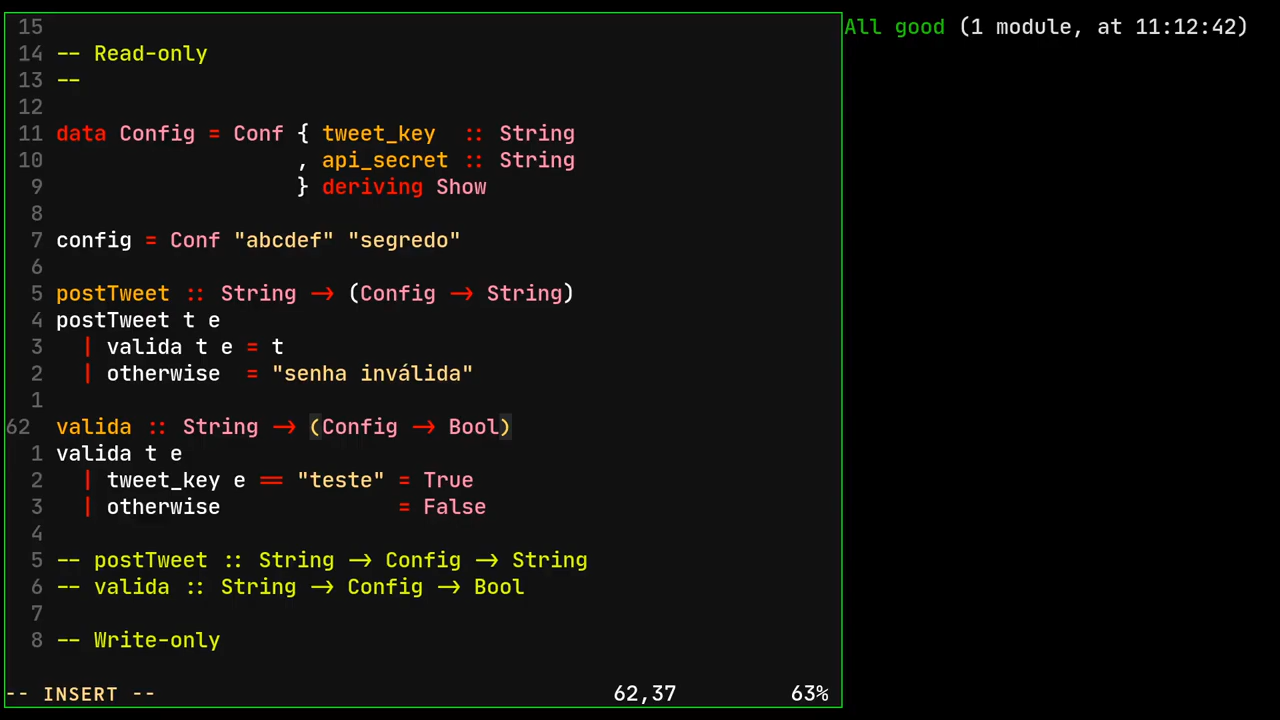 15
14 -- Read-only
13 --
12
11 data Config = Conf { tweet_key :: String
10 , api_secret :: String
9 } deriving Show
8
7 config = Conf "abcdef" "segredo"
6
5 postTweet :: String -> (Config -> String)
4 postTweet t e
3 | valida t e = t
2 | otherwise = "senha inválida"
1
62 valida :: String -> (Config -> Bool)
1 valida t e
2 | tweet_key e == "teste" = True
3 | otherwise = False
4
5 -- postTweet :: String -> Config -> String
6 -- valida :: String -> Config -> Bool
7
8 -- Write-only
-- INSERT -- 62,37 63%
All good (1 module, at 11:12:42)